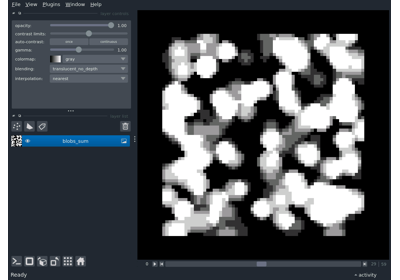 File View Plugins Window Help
opacity: 1.00
contrast limits:
auto-contrast: once continuous
gamma: 1.00
colormap: gray
blending: translucent_no_depth
interpolation: nearest
blobs_sum
Ready
activity